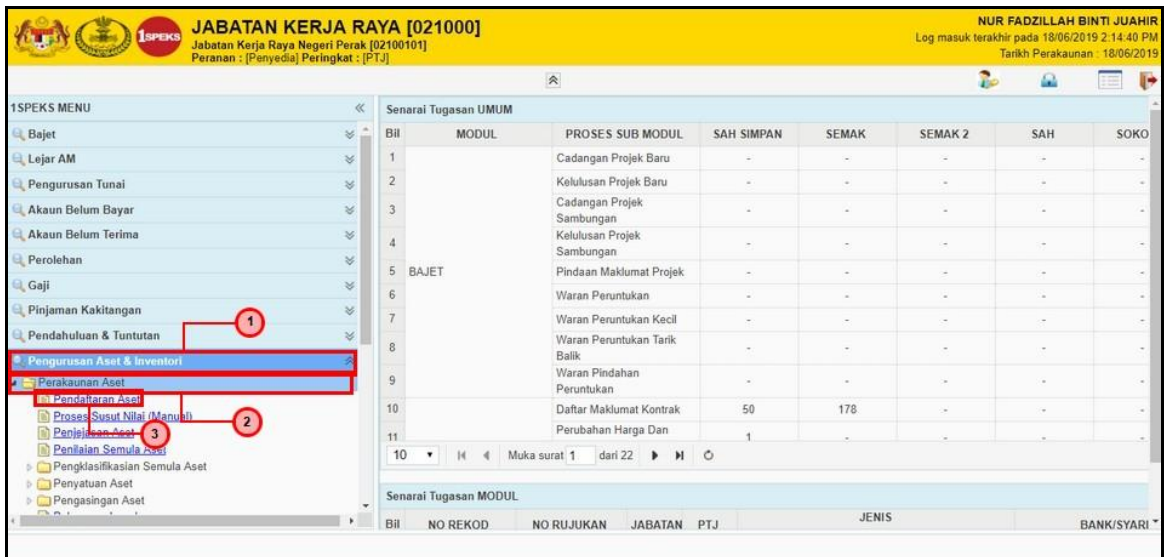 1SPEKS
JABATAN KERJA RAYA [021000]
Jabatan Kerja Raya Negeri Perak [02100101]
Peranan : [Penyedia] Peringkat : [PTJ]
NUR FADZILLAH BINTI JUAHIR
Log masuk terakhir pada 18/06/2019 2:14:40 PM
Tarikh Perakaunan : 18/06/2019
1SPEKS MENU
Bajet
Lejar AM
Pengurusan Tunai
Akaun Belum Bayar
Akaun Belum Terima
Perolehan
Gaji
Pinjaman Kakitangan
1
Pendahuluan & Tuntutan
Pengurusan Aset & Inventori
Perakaunan Aset
Pendaftaran Aset
Proses Susut Nilai (Manual)
2
Penjejasan Aset
3
Penilaian Semula Aset
Pengklasifikasian Semula Aset
Penyatuan Aset
Pengasingan Aset
Senarai Tugasan UMUM
Bil MODUL PROSES SUB MODUL SAH SIMPAN SEMAK SEMAK 2 SAH SOKO
1 Cadangan Projek Baru - - - - -
2 Kelulusan Projek Baru - - - - -
3 Cadangan Projek Sambungan - - - - -
4 Kelulusan Projek Sambungan - - - - -
5 BAJET Pindaan Maklumat Projek - - - - -
6 Waran Peruntukan - - - - -
7 Waran Peruntukan Kecil - - - - -
8 Waran Peruntukan Tarik Balik - - - - -
9 Waran Pindahan Peruntukan - - - - -
10 Daftar Maklumat Kontrak 50 178 - - -
11 Perubahan Harga Dan 1 - - - -
10 Muka surat 1 dari 22
Senarai Tugasan MODUL
Bil NO REKOD NO RUJUKAN JABATAN PTJ JENIS BANK/SYARI